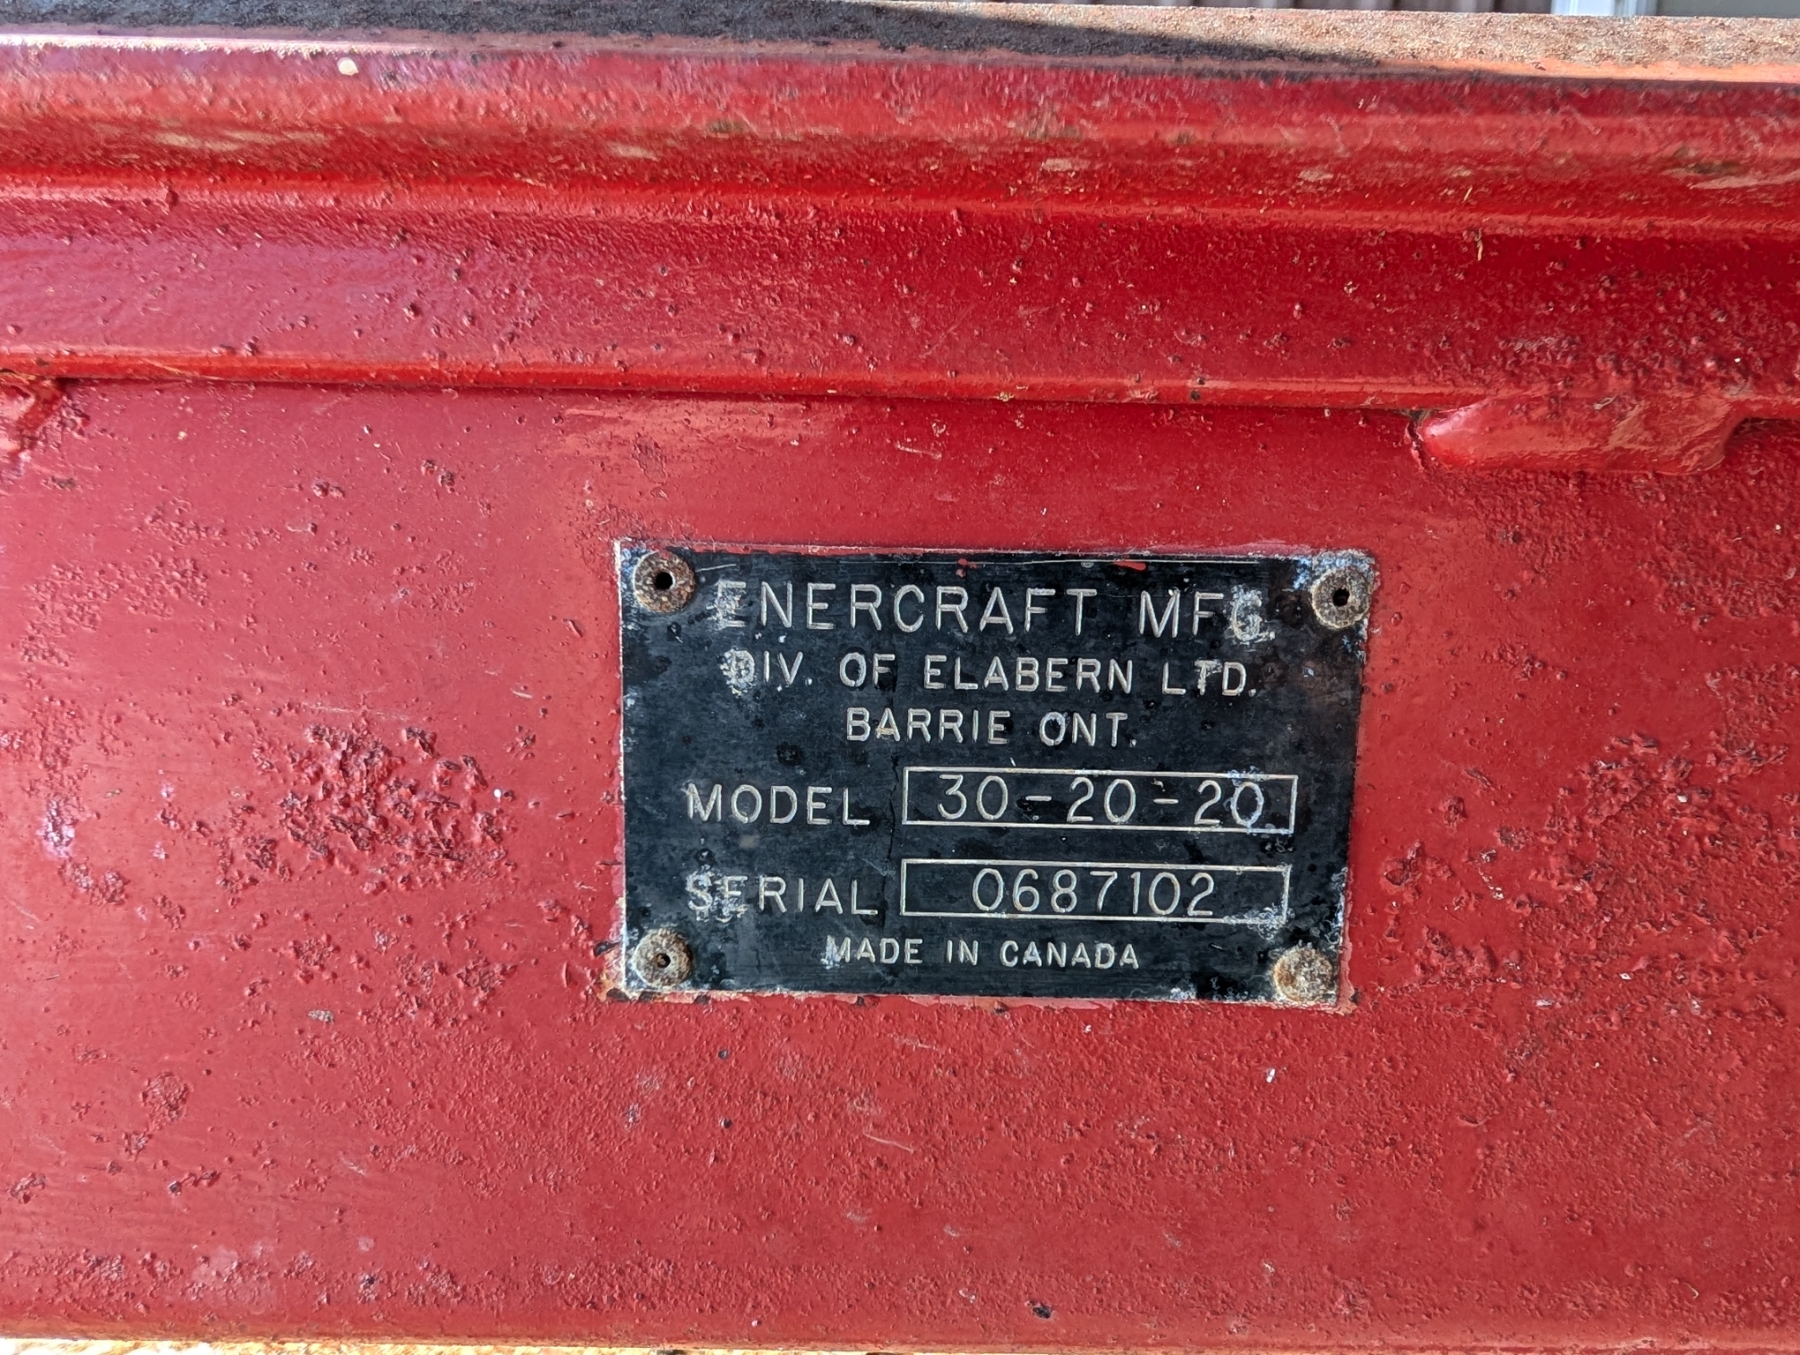 ENERCRAFT MFG.
DIV. OF ELABERN LTD.
BARRIE ONT.
MODEL 30-20-20
SERIAL 0687102
MADE IN CANADA